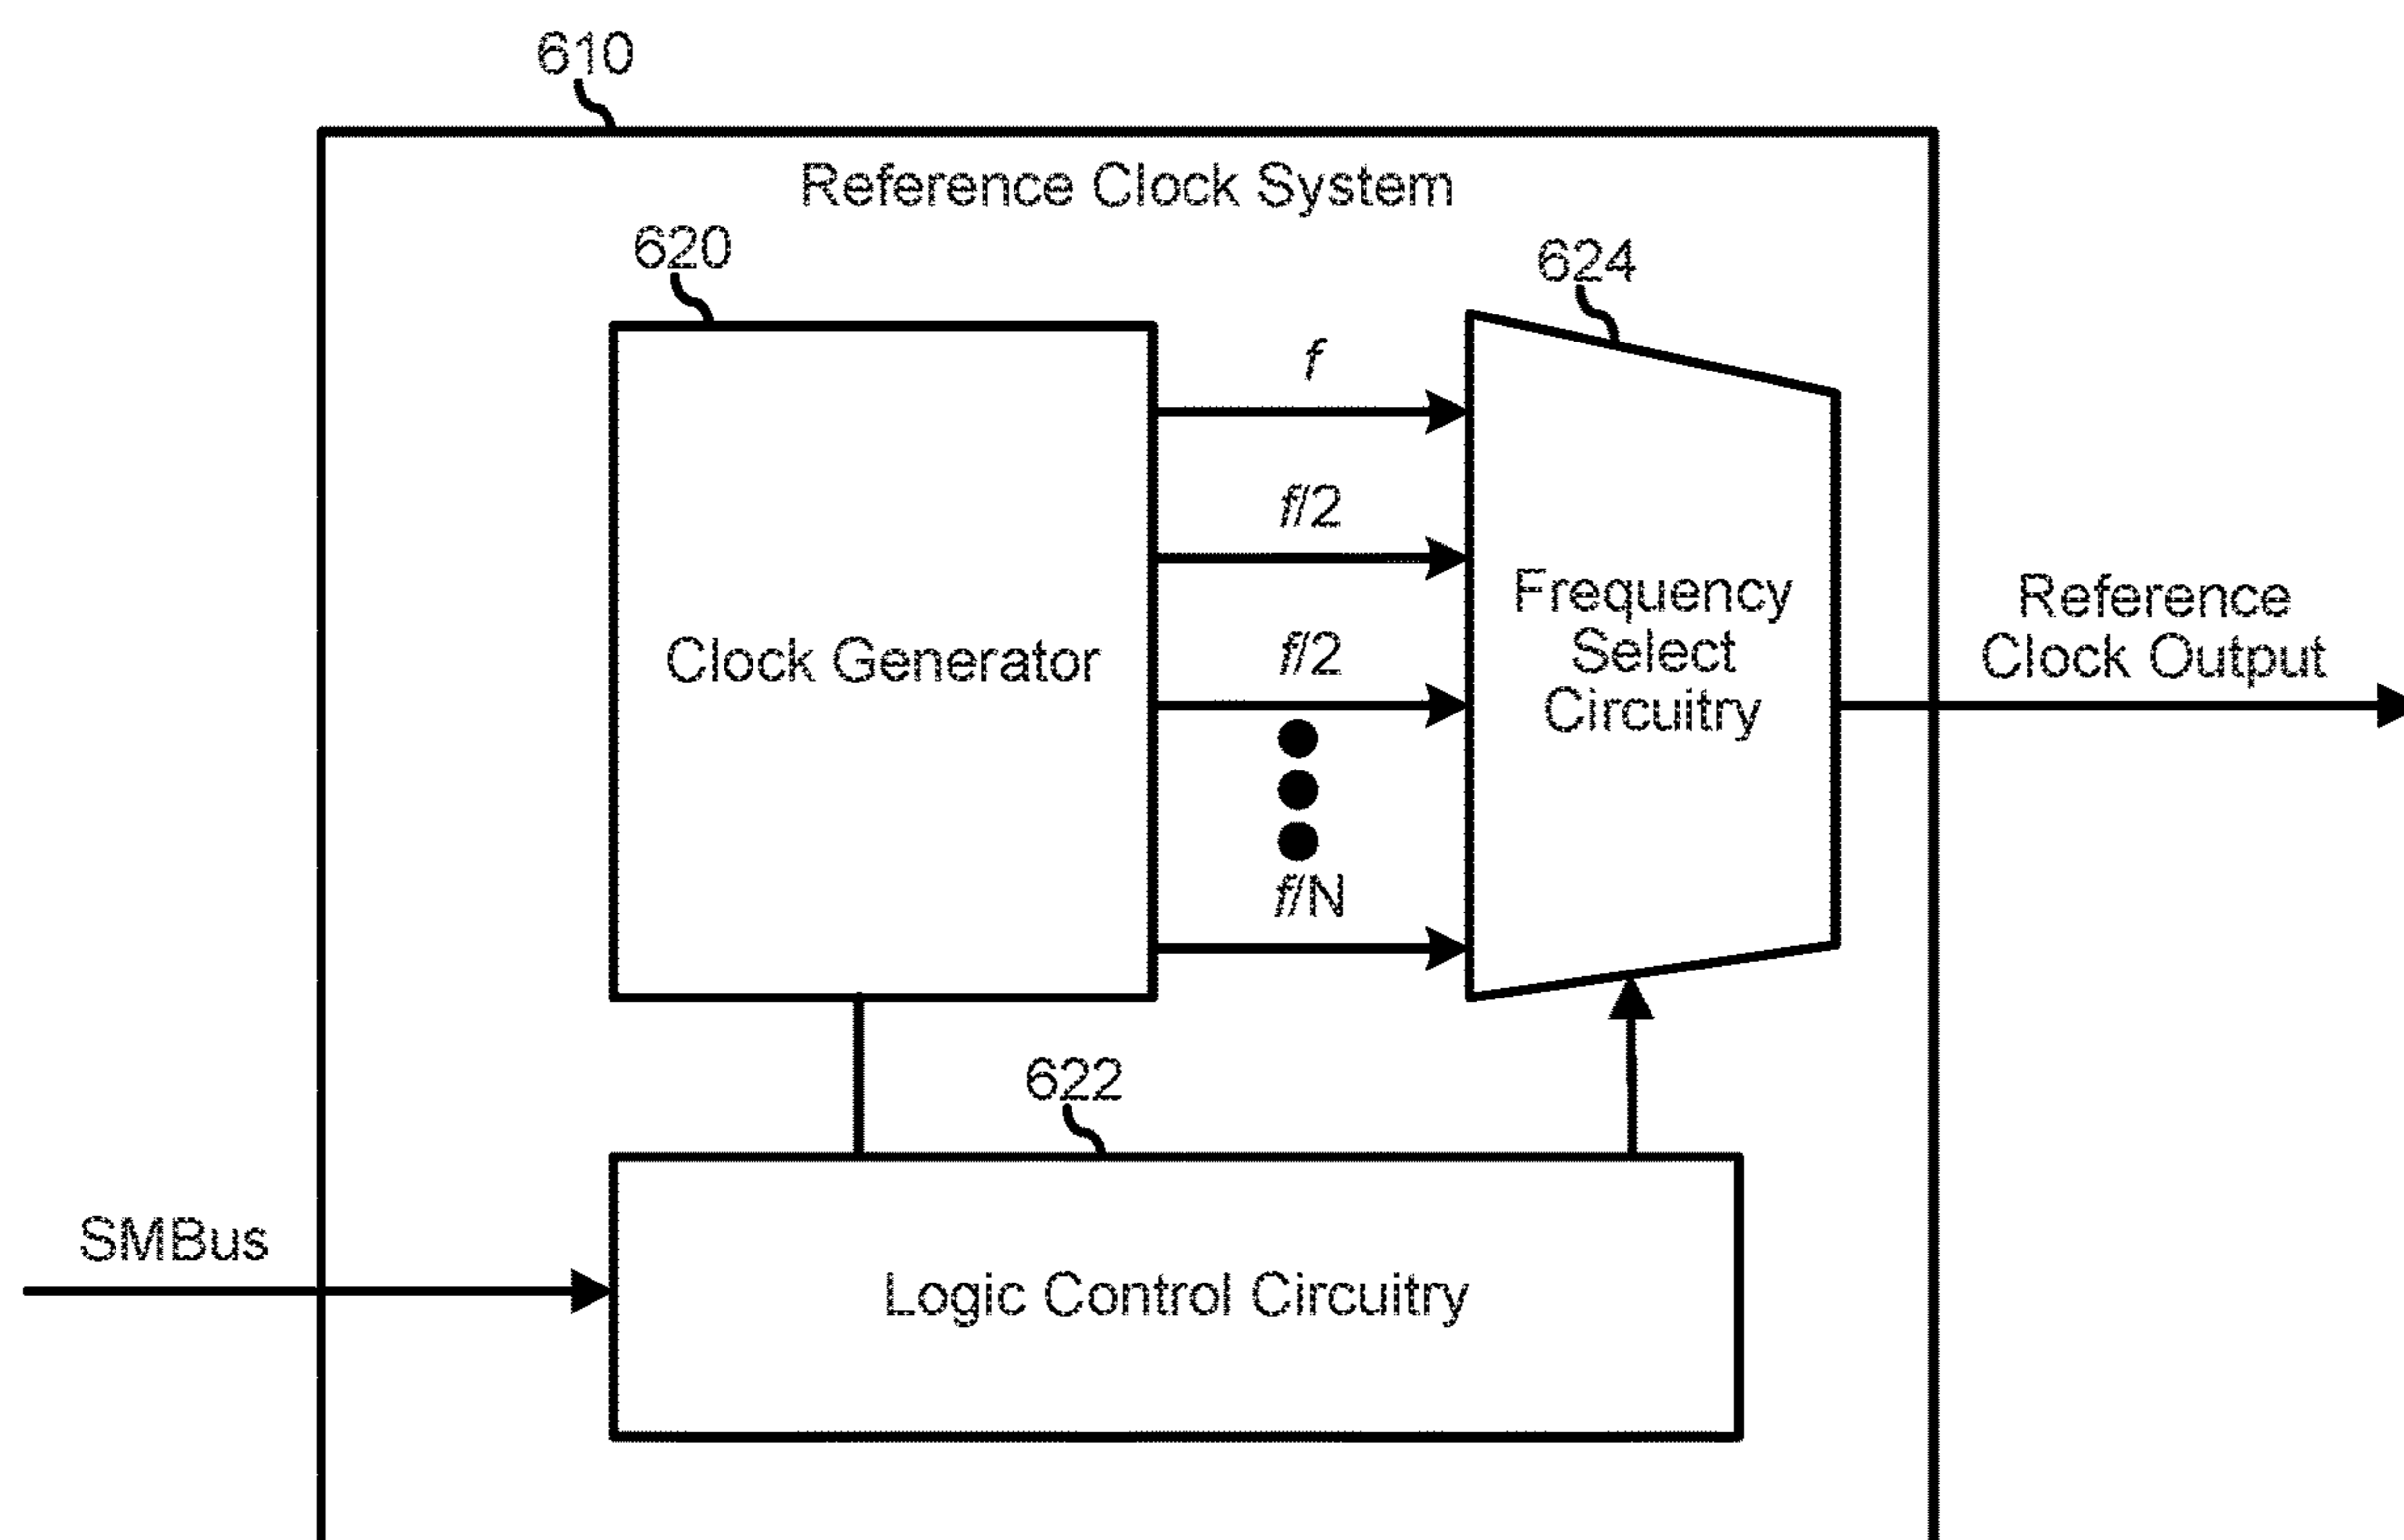 610
Reference Clock System
620
624
f
f/2
f/2
f/N
Clock Generator
Frequency
Select
Circuitry
Reference
Clock Output
622
SMBus
Logic Control Circuitry